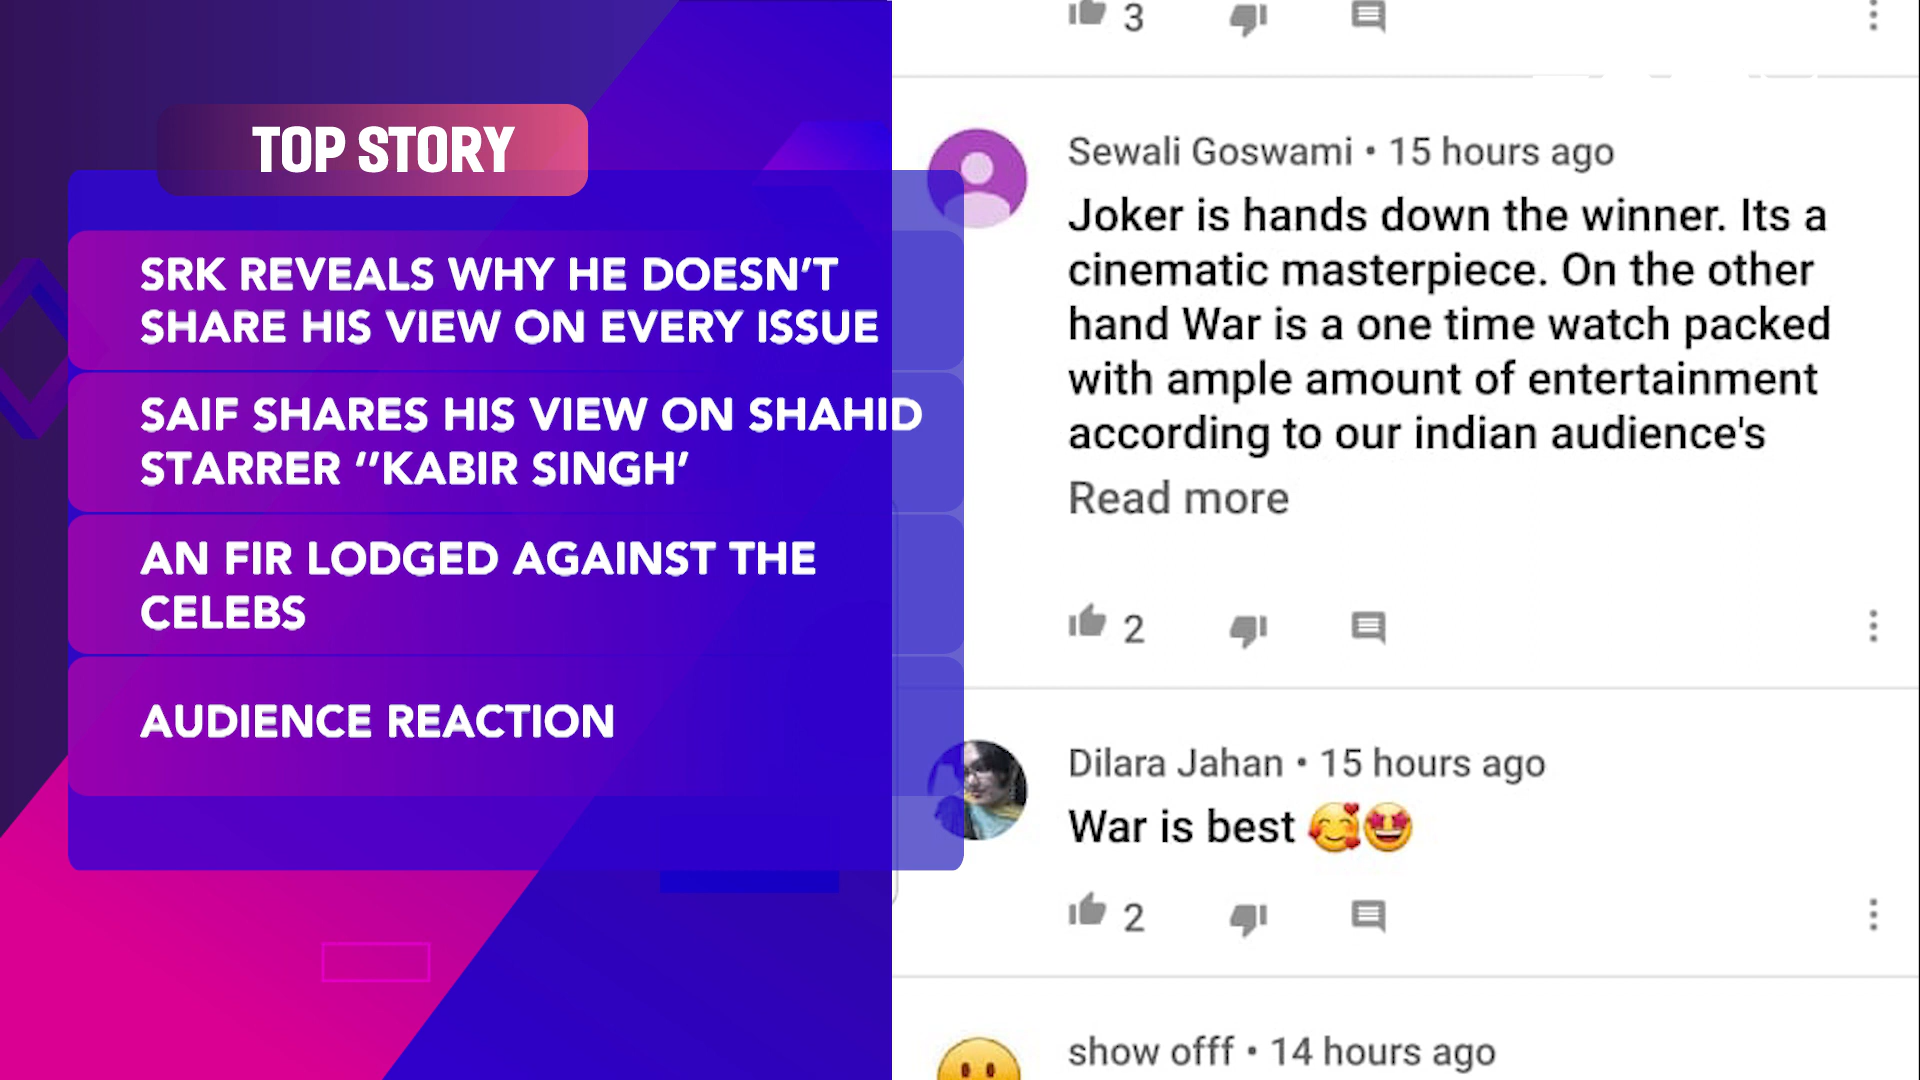 TOP STORY
SRK REVEALS WHY HE DOESN’T
SHARE HIS VIEW ON EVERY ISSUE
SAIF SHARES HIS VIEW ON SHAHID
STARRER ‘’KABIR SINGH’
AN FIR LODGED AGAINST THE
CELEBS
AUDIENCE REACTION
3
Sewali Goswami • 15 hours ago
Joker is hands down the winner. Its a
cinematic masterpiece. On the other
hand War is a one time watch packed
with ample amount of entertainment
according to our indian audience's
Read more
2
Dilara Jahan • 15 hours ago
War is best 🥰🤩
2
show offf • 14 hours ago